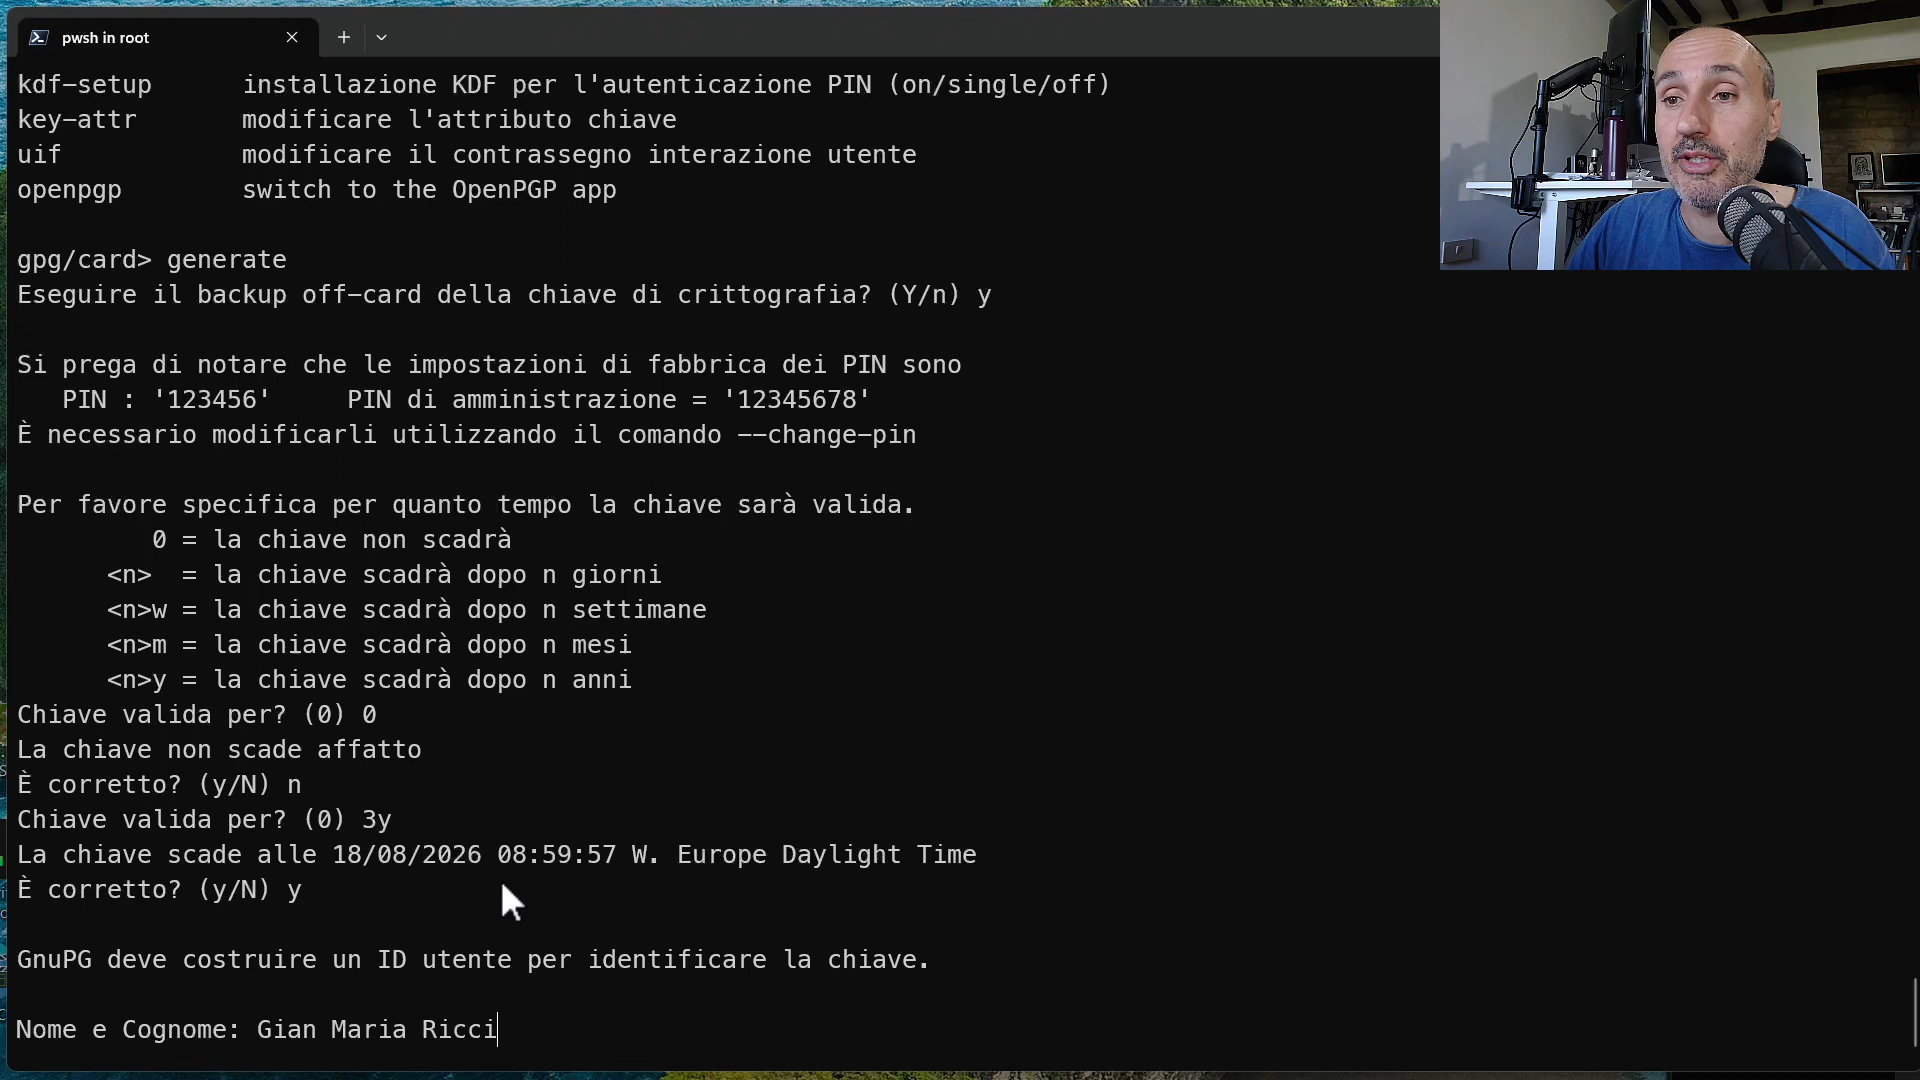 pwsh in root
kdf-setup      installazione KDF per l'autenticazione PIN (on/single/off)
key-attr       modificare l'attributo chiave
uif            modificare il contrassegno interazione utente
openpgp        switch to the OpenPGP app
gpg/card> generate
Eseguire il backup off-card della chiave di crittografia? (Y/n) y
Si prega di notare che le impostazioni di fabbrica dei PIN sono
   PIN : '123456'     PIN di amministrazione = '12345678'
È necessario modificarli utilizzando il comando --change-pin
Per favore specifica per quanto tempo la chiave sarà valida.
         0 = la chiave non scadrà
      <n>  = la chiave scadrà dopo n giorni
      <n>w = la chiave scadrà dopo n settimane
      <n>m = la chiave scadrà dopo n mesi
      <n>y = la chiave scadrà dopo n anni
Chiave valida per? (0) 0
La chiave non scade affatto
È corretto? (y/N) n
Chiave valida per? (0) 3y
La chiave scade alle 18/08/2026 08:59:57 W. Europe Daylight Time
È corretto? (y/N) y
GnuPG deve costruire un ID utente per identificare la chiave.
Nome e Cognome: Gian Maria Ricci